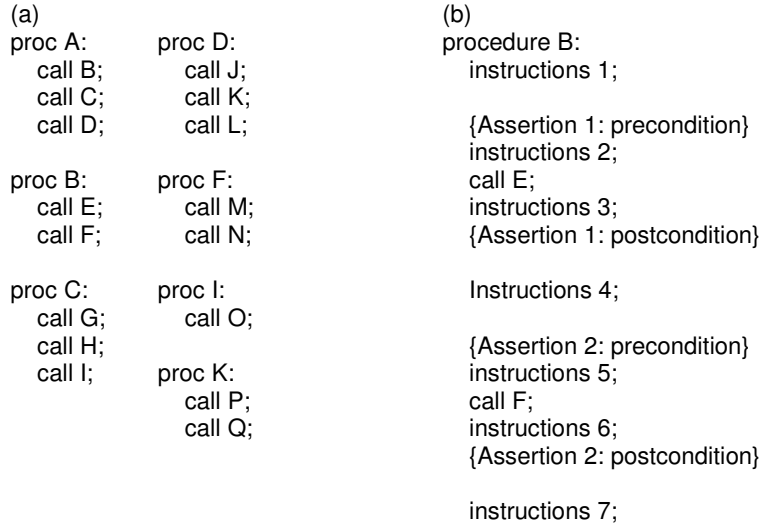 (a)
proc A:
call B;
call C;
call D;
proc B:
call E;
call F;
proc C:
call G;
call H;
call I;
proc D:
call J;
call K;
call L;
proc F:
call M;
call N;
proc I:
call O;
proc K:
call P;
call Q;
(b)
procedure B:
instructions 1;
{Assertion 1: precondition}
instructions 2;
call E;
instructions 3;
{Assertion 1: postcondition}
Instructions 4;
{Assertion 2: precondition}
instructions 5;
call F;
instructions 6;
{Assertion 2: postcondition}
instructions 7;